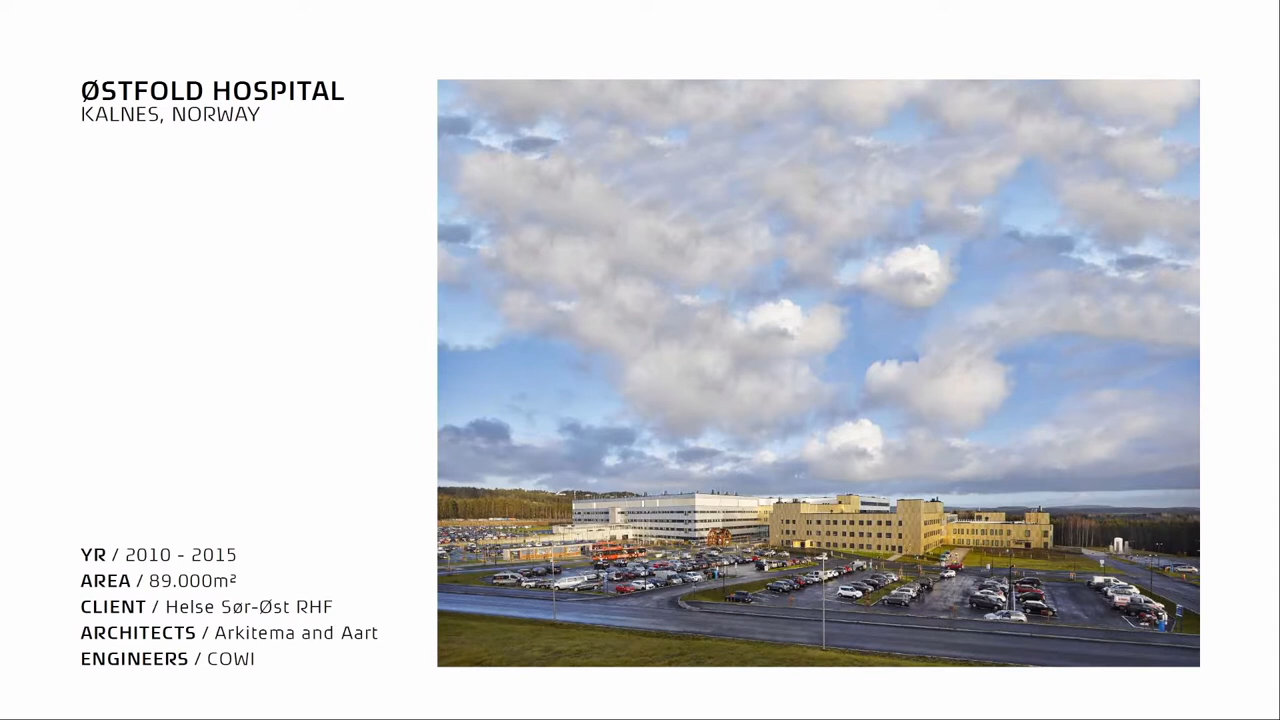 ØSTFOLD HOSPITAL
KALNES, NORWAY
YR / 2010 - 2015
AREA / 89.000m²
CLIENT / Helse Sør-Øst RHF
ARCHITECTS / Arkitema and Aart
ENGINEERS / COWI